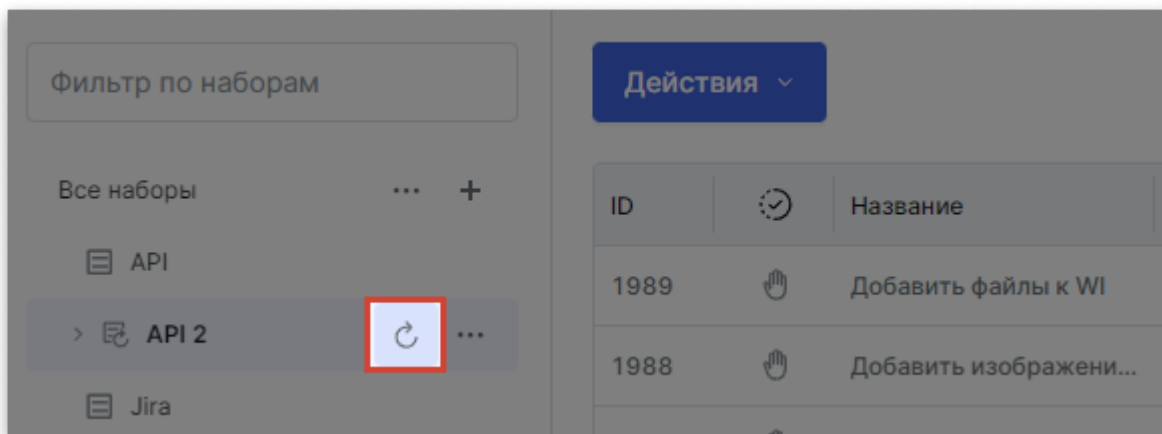 Фильтр по наборам
Действия
Все наборы
API
API 2
Jira
ID Название
1989 Добавить файлы к WI
1988 Добавить изображени...